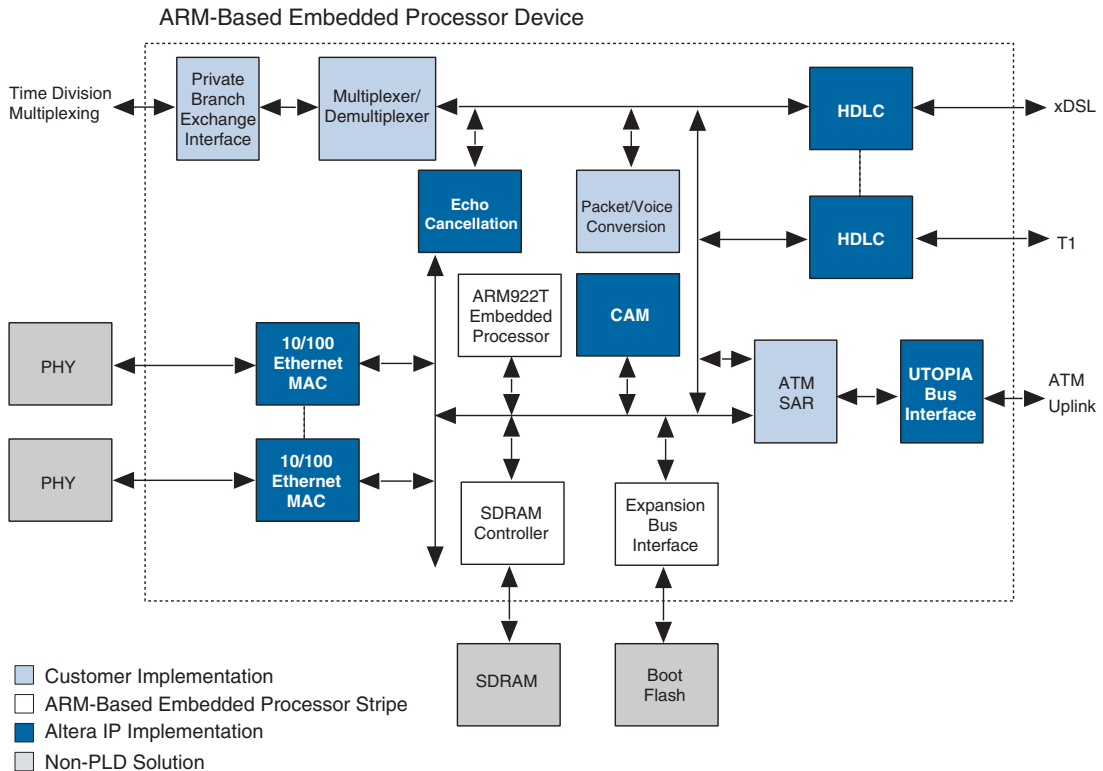 ARM-Based Embedded Processor Device
Time Division
Multiplexing
Private
Branch
Exchange
Interface
Multiplexer/
Demultiplexer
HDLC
xDSL
Echo
Cancellation
Packet/Voice
Conversion
HDLC
T1
ARM922T
Embedded
Processor
CAM
PHY
10/100
Ethernet
MAC
ATM
SAR
UTOPIA
Bus
Interface
ATM
Uplink
PHY
10/100
Ethernet
MAC
SDRAM
Controller
Expansion
Bus
Interface
SDRAM
Boot
Flash
Customer Implementation
ARM-Based Embedded Processor Stripe
Altera IP Implementation
Non-PLD Solution